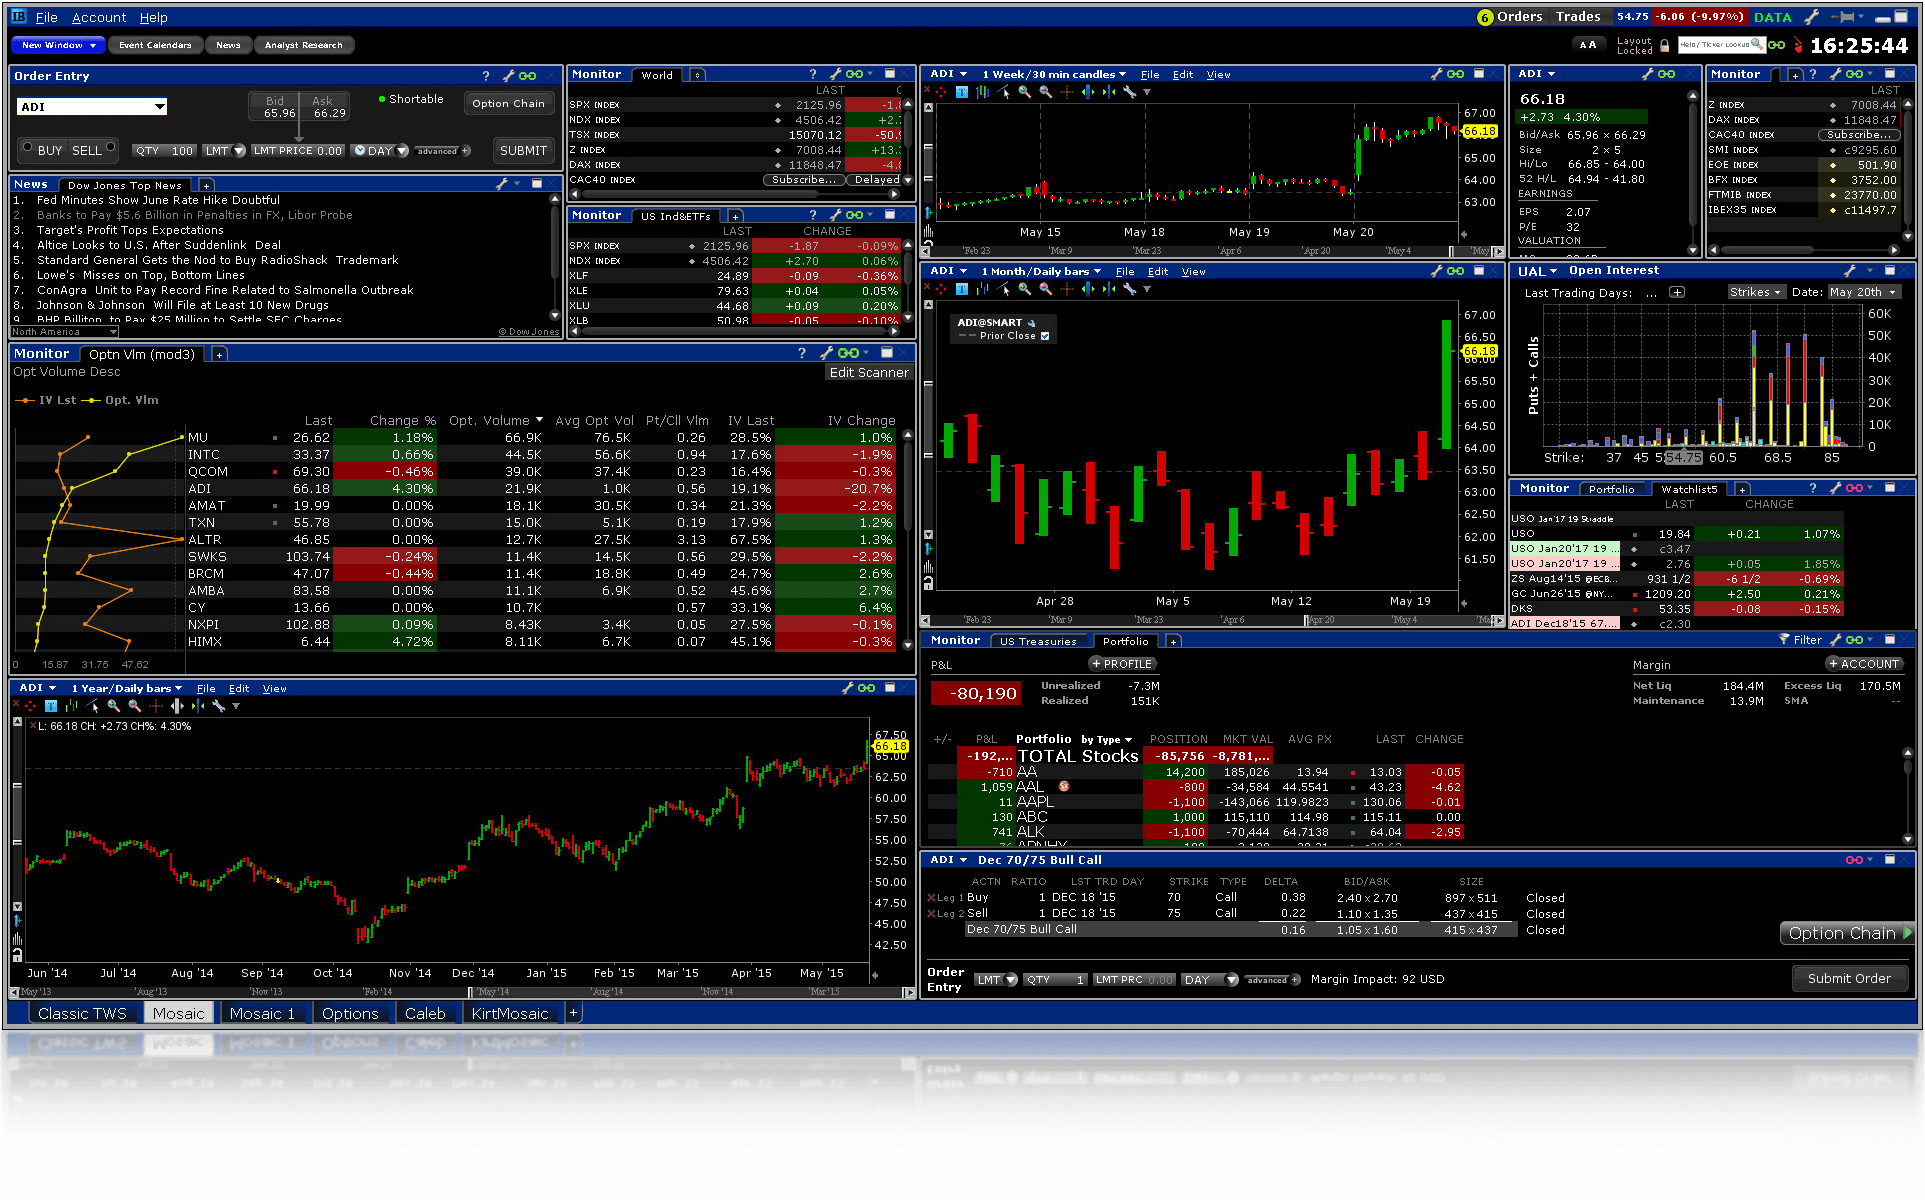 IB File Account Help
6 Orders Trades 54.75 -6.06 (-9.97%) DATA
New Window Event Calendars News Analyst Research
A A Layout Locked Help / Ticker Lookup 16:25:44
Order Entry ?
ADI
Bid Ask
65.96 66.29
Shortable
Option Chain
BUY SELL QTY 100 LMT LMT PRICE 0.00 DAY advanced + SUBMIT
News Dow Jones Top News +
1. Fed Minutes Show June Rate Hike Doubtful
2. Banks to Pay $5.6 Billion in Penalties in FX, Libor Probe
3. Target's Profit Tops Expectations
4. Altice Looks to U.S. After Suddenlink Deal
5. Standard General Gets the Nod to Buy RadioShack Trademark
6. Lowe's Misses on Top, Bottom Lines
7. ConAgra Unit to Pay Record Fine Related to Salmonella Outbreak
8. Johnson & Johnson Will File at Least 10 New Drugs
9. BHP Billiton to Pay $25 Million to Settle SEC Charges
North America © Dow Jones
Monitor World ?
LAST C
SPX INDEX 2125.96 -1.8
NDX INDEX 4506.42 +2.
TSX INDEX 15070.12 -50.9
Z INDEX 7008.44 +13.
DAX INDEX 11848.47 -4.8
CAC40 INDEX Subscribe... Delayed
Monitor US Ind&ETFs + ?
LAST CHANGE
SPX INDEX 2125.96 -1.87 -0.09%
NDX INDEX 4506.42 +2.70 0.06%
XLF 24.89 -0.09 -0.36%
XLE 79.63 +0.04 0.05%
XLU 44.68 +0.09 0.20%
XLB 50.98 -0.05 -0.10%
Monitor Optn Vlm (mod3) + ?
Opt Volume Desc Edit Scanner
IV Lst Opt. Vlm
Last Change % Opt. Volume Avg Opt Vol Pt/Cll Vlm IV Last IV Change
MU 26.62 1.18% 66.9K 76.5K 0.26 28.5% 1.0%
INTC 33.37 0.66% 44.5K 56.6K 0.94 17.6% -1.9%
QCOM 69.30 -0.46% 39.0K 37.4K 0.23 16.4% -0.3%
ADI 66.18 4.30% 21.9K 1.0K 0.56 19.1% -20.7%
AMAT 19.99 0.00% 18.1K 30.5K 0.34 21.3% -2.2%
TXN 55.78 0.00% 15.0K 5.1K 0.19 17.9% 1.2%
ALTR 46.85 0.00% 12.7K 27.5K 3.13 67.5% 1.3%
SWKS 103.74 -0.24% 11.4K 14.5K 0.56 29.5% -2.2%
BRCM 47.07 -0.44% 11.4K 18.8K 0.49 24.7% 2.6%
AMBA 83.58 0.00% 11.1K 6.9K 0.52 45.6% 2.7%
CY 13.66 0.00% 10.7K 0.57 33.1% 6.4%
NXPI 102.88 0.09% 8.43K 3.4K 0.05 27.5% -0.1%
HIMX 6.44 4.72% 8.11K 6.7K 0.07 45.1% -0.3%
0 15.87 31.75 47.62
ADI 1 Year/Daily bars File Edit View
L: 66.18 CH: +2.73 CH%: 4.30%
67.50
66.18
65.00
62.50
60.00
57.50
55.00
52.50
50.00
47.50
45.00
42.50
Jun '14 Jul '14 Aug '14 Sep '14 Oct '14 Nov '14 Dec '14 Jan '15 Feb '15 Mar '15 Apr '15 May '15
May '13 Aug '13 Nov '13 Feb '14 May '14 Aug '14 Nov '14 Mar '15
ADI 1 Week/30 min candles File Edit View
67.00
66.18
65.00
64.00
63.00
May 15 May 18 May 19 May 20
Feb 23 Mar 9 Mar 23 Apr 6 Apr 20 May 4 May
ADI 1 Month/Daily bars File Edit View
ADI@SMART
Prior Close
67.00
66.50
66.18
66.00
65.50
65.00
64.50
64.00
63.50
63.00
62.50
62.00
61.50
Apr 28 May 5 May 12 May 19
Feb 23 Mar 9 Mar 23 Apr 6 Apr 20 May 4
ADI
66.18
+2.73 4.30%
Bid/Ask 65.96 × 66.29
Size 2 × 5
Hi/Lo 66.85 - 64.00
52 H/L 64.94 - 41.80
EARNINGS
EPS 2.07
P/E 32
VALUATION
Monitor + ?
LAST
Z INDEX 7008.44
DAX INDEX 11848.47
CAC40 INDEX Subscribe...
SMI INDEX c9295.60
EOE INDEX 501.90
BFX INDEX 3752.00
FTMIB INDEX 23770.00
IBEX35 INDEX c11497.7
UAL Open Interest
Last Trading Days: ... + Strikes Date: May 20th
Puts + Calls
60K
50K
40K
30K
20K
10K
0
Strike: 37 45 54.75 60.5 68.5 85
Monitor Portfolio Watchlist5 + ?
LAST CHANGE
USO Jan'17 19 Straddle
USO 19.84 +0.21 1.07%
USO Jan20'17 19 ... c3.47
USO Jan20'17 19 ... 2.76 +0.05 1.85%
ZS Aug14'15 @ECB... 931 1/2 -6 1/2 -0.69%
GC Jun26'15 @NY... 1209.20 +2.50 0.21%
DKS 53.35 -0.08 -0.15%
ADI Dec18'15 67.... c2.30
Monitor US Treasuries Portfolio + Filter
P&L + PROFILE Margin + ACCOUNT
-80,190 Unrealized -7.3M Net Liq 184.4M Excess Liq 170.5M
Realized 151K Maintenance 13.9M SMA --
+/- P&L Portfolio by Type POSITION MKT VAL AVG PX LAST CHANGE
-192,... TOTAL Stocks -85,756 -8,781,...
-710 AA 14,200 185,026 13.94 13.03 -0.05
1,059 AAL -800 -34,584 44.5541 43.23 -4.62
11 AAPL -1,100 -143,066 119.9823 130.06 -0.01
130 ABC 1,000 115,110 114.98 115.11 0.00
741 ALK -1,100 -70,444 64.7138 64.04 -2.95
ADI Dec 70/75 Bull Call
ACTN RATIO LST TRD DAY STRIKE TYPE DELTA BID/ASK SIZE
Leg 1 Buy 1 DEC 18 '15 70 Call 0.38 2.40 x 2.70 897 x 511 Closed
Leg 2 Sell 1 DEC 18 '15 75 Call 0.22 1.10 x 1.35 437 x 415 Closed
Dec 70/75 Bull Call 0.16 1.05 x 1.60 415 x 437 Closed
Option Chain
Order Entry LMT QTY 1 LMT PRC 0.00 DAY advanced + Margin Impact: 92 USD Submit Order
Classic TWS Mosaic Mosaic 1 Options Caleb KirtMosaic +